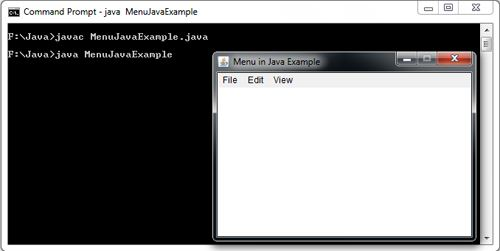 Command Prompt - java  MenuJavaExample
F:\Java>javac MenuJavaExample.java
F:\Java>java MenuJavaExample
Menu in Java Example
File Edit View